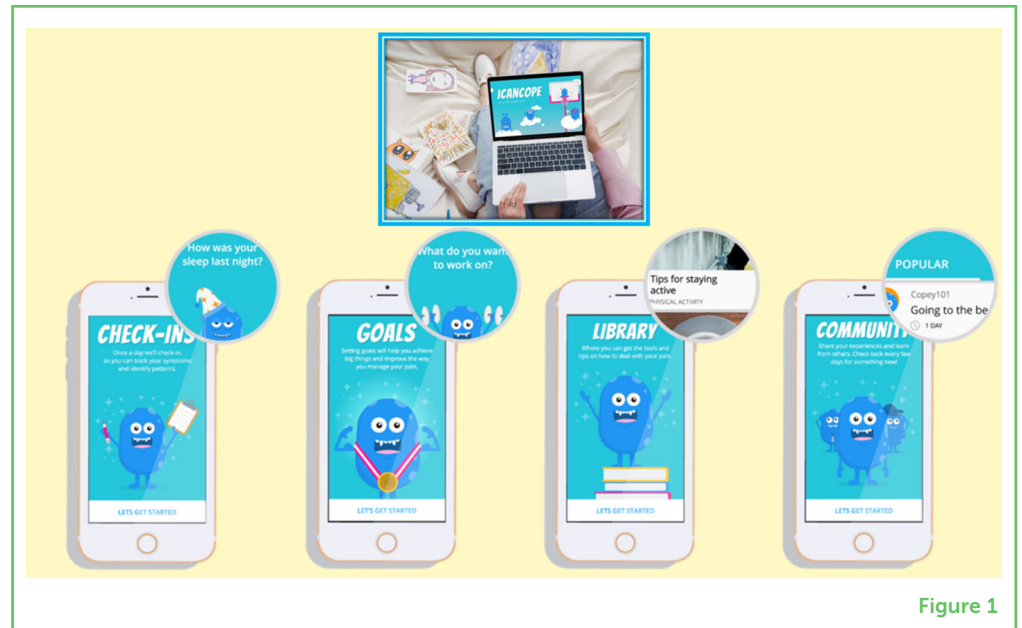 ICANCOPE
How was your
sleep last night?
CHECK-INS
Once a day we'll check-in,
so you can track your symptoms
and identify patterns.
LETS GET STARTED
What do you wan
to work on?
GOALS
Setting goals will help you achieve
big things and improve the way
you manage your pain.
LET'S GET STARTED
Tips for staying
active
PHYSICAL ACTIVITY
LIBRARY
Where you can get the tools and
tips on how to deal with your pain.
LETS GET STARTED
POPULAR
Copey101
Going to the be
1 DAY
COMMUNIT
Share your experiences and learn
from others. Check back every few
days for something new!
LETS GET STARTED
Figure 1